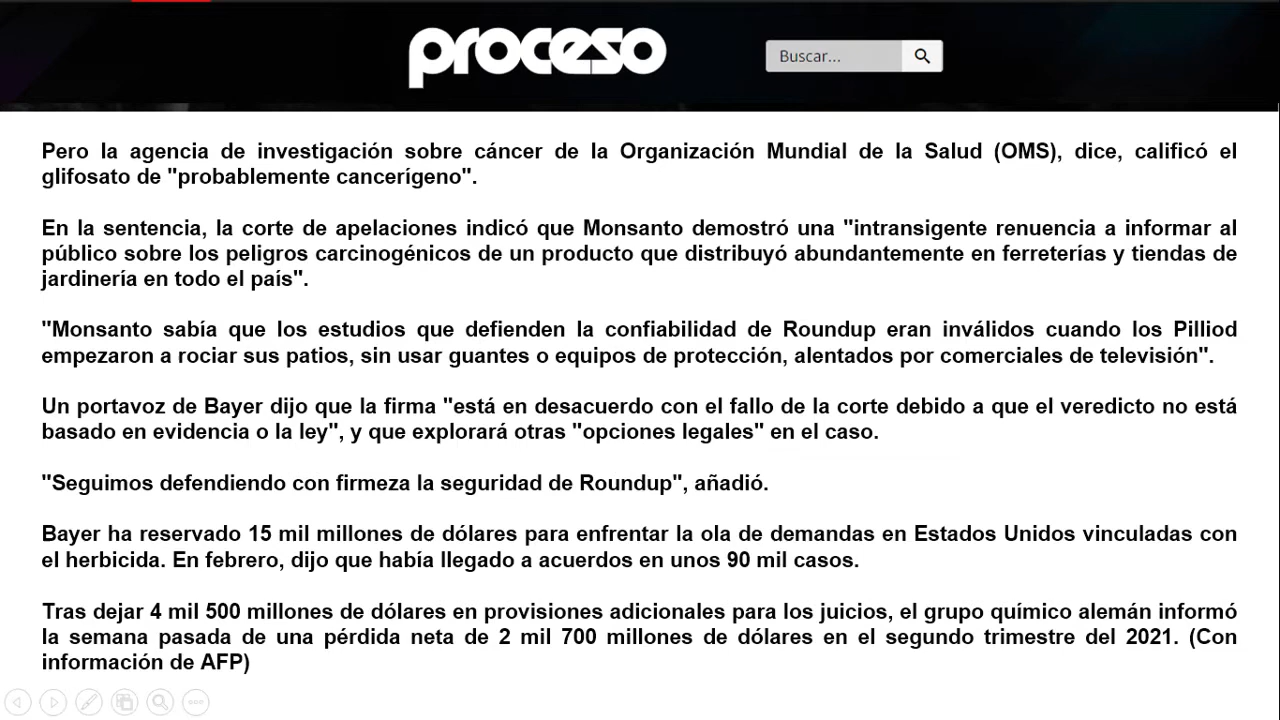 proceso
Buscar...
Pero la agencia de investigación sobre cáncer de la Organización Mundial de la Salud (OMS), dice, calificó el
glifosato de "probablemente cancerígeno".
En la sentencia, la corte de apelaciones indicó que Monsanto demostró una "intransigente renuencia a informar al
público sobre los peligros carcinogénicos de un producto que distribuyó abundantemente en ferreterías y tiendas de
jardinería en todo el país".
"Monsanto sabía que los estudios que defienden la confiabilidad de Roundup eran inválidos cuando los Pilliod
empezaron a rociar sus patios, sin usar guantes o equipos de protección, alentados por comerciales de televisión".
Un portavoz de Bayer dijo que la firma "está en desacuerdo con el fallo de la corte debido a que el veredicto no está
basado en evidencia o la ley", y que explorará otras "opciones legales" en el caso.
"Seguimos defendiendo con firmeza la seguridad de Roundup", añadió.
Bayer ha reservado 15 mil millones de dólares para enfrentar la ola de demandas en Estados Unidos vinculadas con
el herbicida. En febrero, dijo que había llegado a acuerdos en unos 90 mil casos.
Tras dejar 4 mil 500 millones de dólares en provisiones adicionales para los juicios, el grupo químico alemán informó
la semana pasada de una pérdida neta de 2 mil 700 millones de dólares en el segundo trimestre del 2021. (Con
información de AFP)